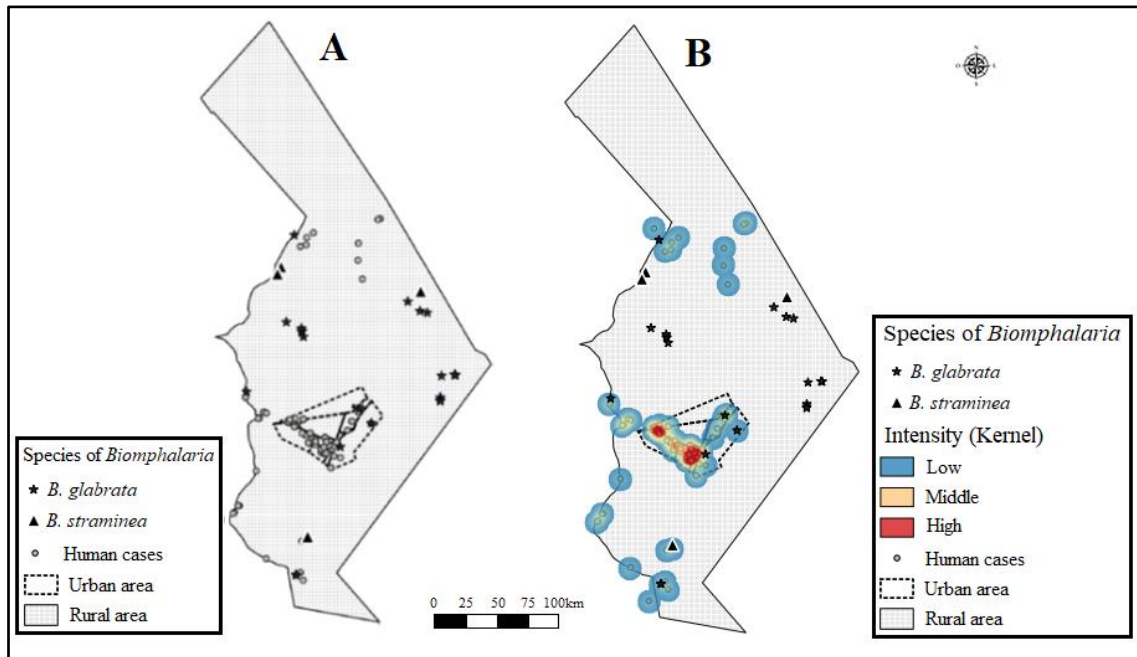 A
B
N
Species of Biomphalaria
B. glabrata
B. straminea
Human cases
Urban area
Rural area
0 25 50 75 100km
Species of Biomphalaria
B. glabrata
B. straminea
Intensity (Kernel)
Low
Middle
High
Human cases
Urban area
Rural area